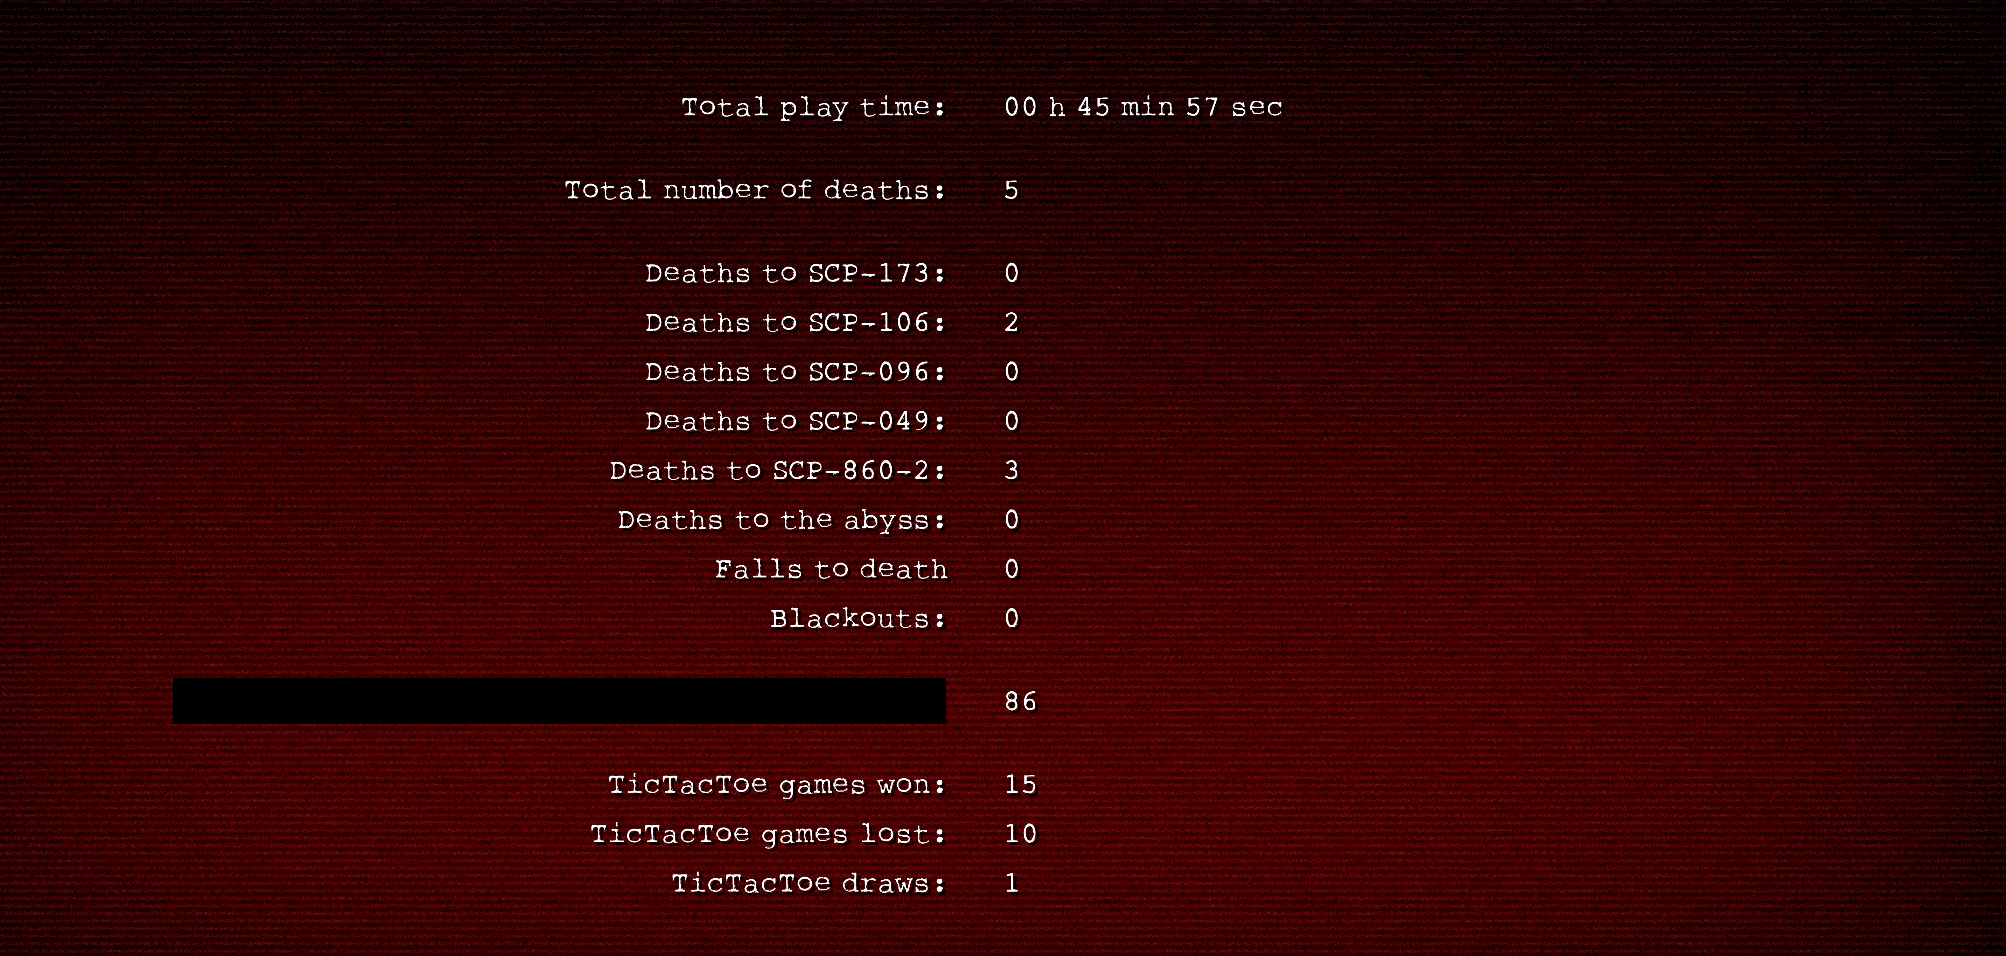 Total play time: 00 h 45 min 57 sec
Total number of deaths: 5
Deaths to SCP-173: 0
Deaths to SCP-106: 2
Deaths to SCP-096: 0
Deaths to SCP-049: 0
Deaths to SCP-860-2: 3
Deaths to the abyss: 0
Falls to death 0
Blackouts: 0
86
TicTacToe games won: 15
TicTacToe games lost: 10
TicTacToe draws: 1